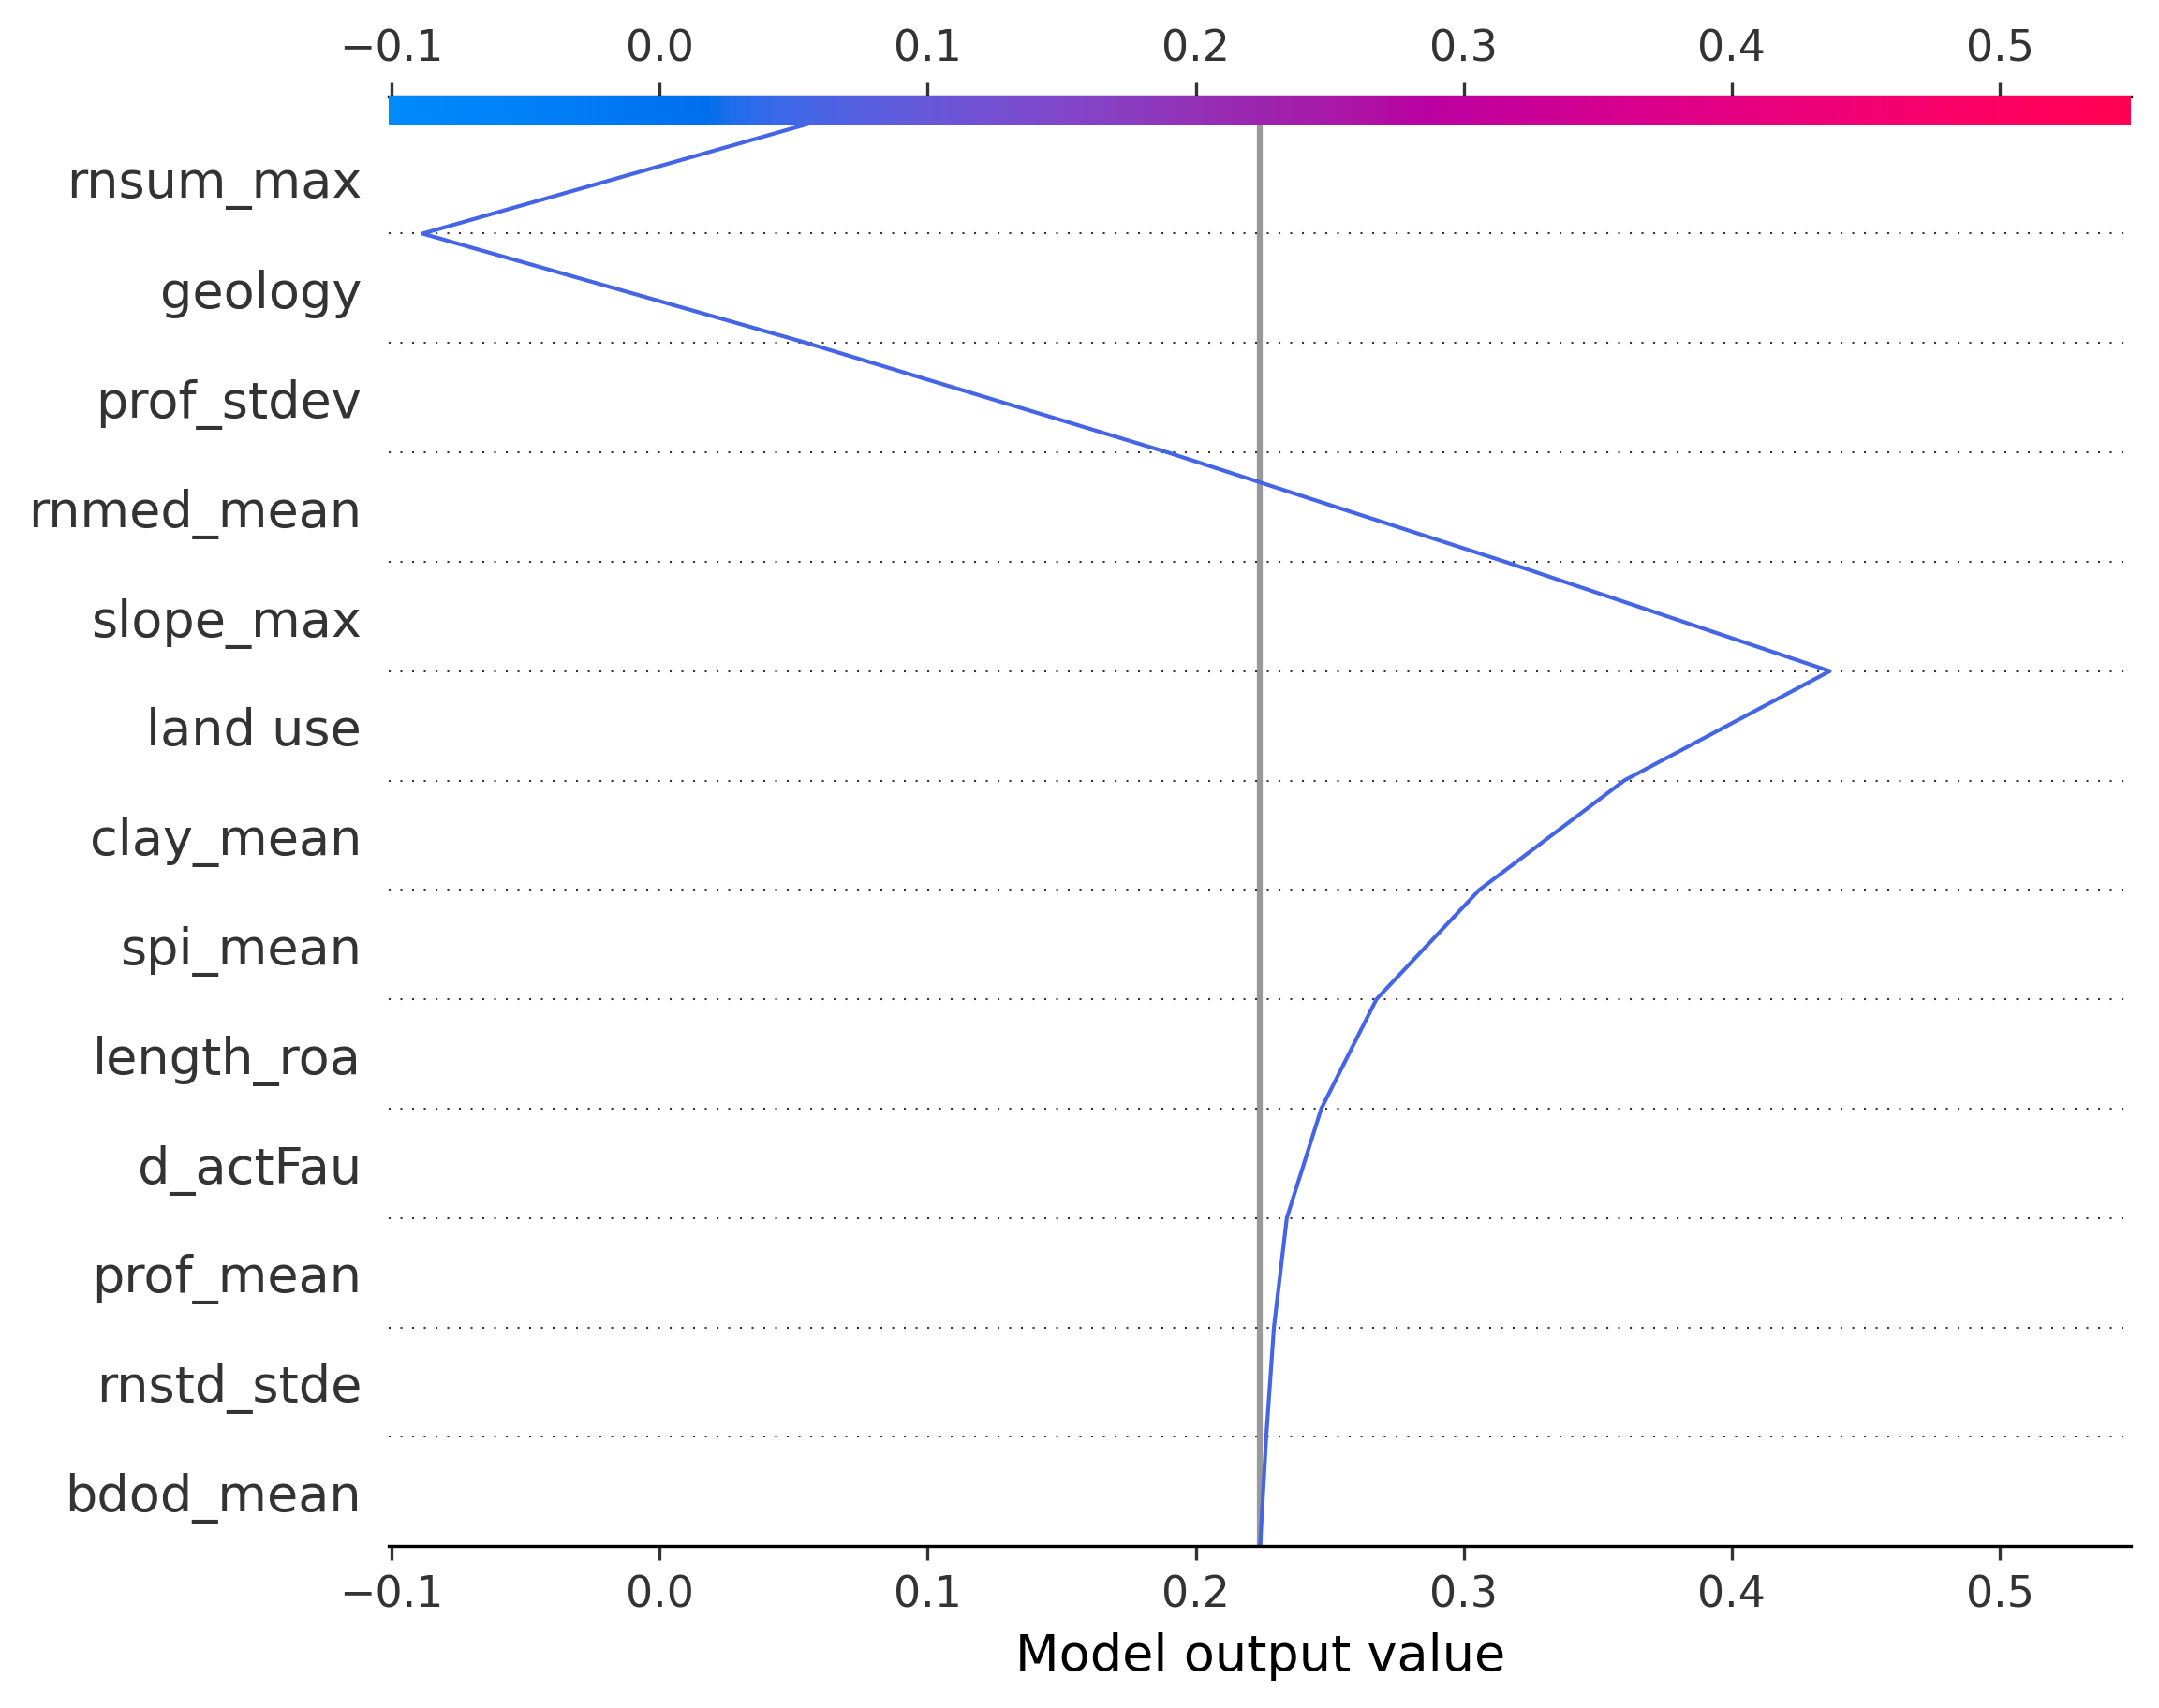 −0.1 0.0 0.1 0.2 0.3 0.4 0.5
rnsum_max
geology
prof_stdev
rnmed_mean
slope_max
land use
clay_mean
spi_mean
length_roa
d_actFau
prof_mean
rnstd_stde
bdod_mean
−0.1 0.0 0.1 0.2 0.3 0.4 0.5
Model output value